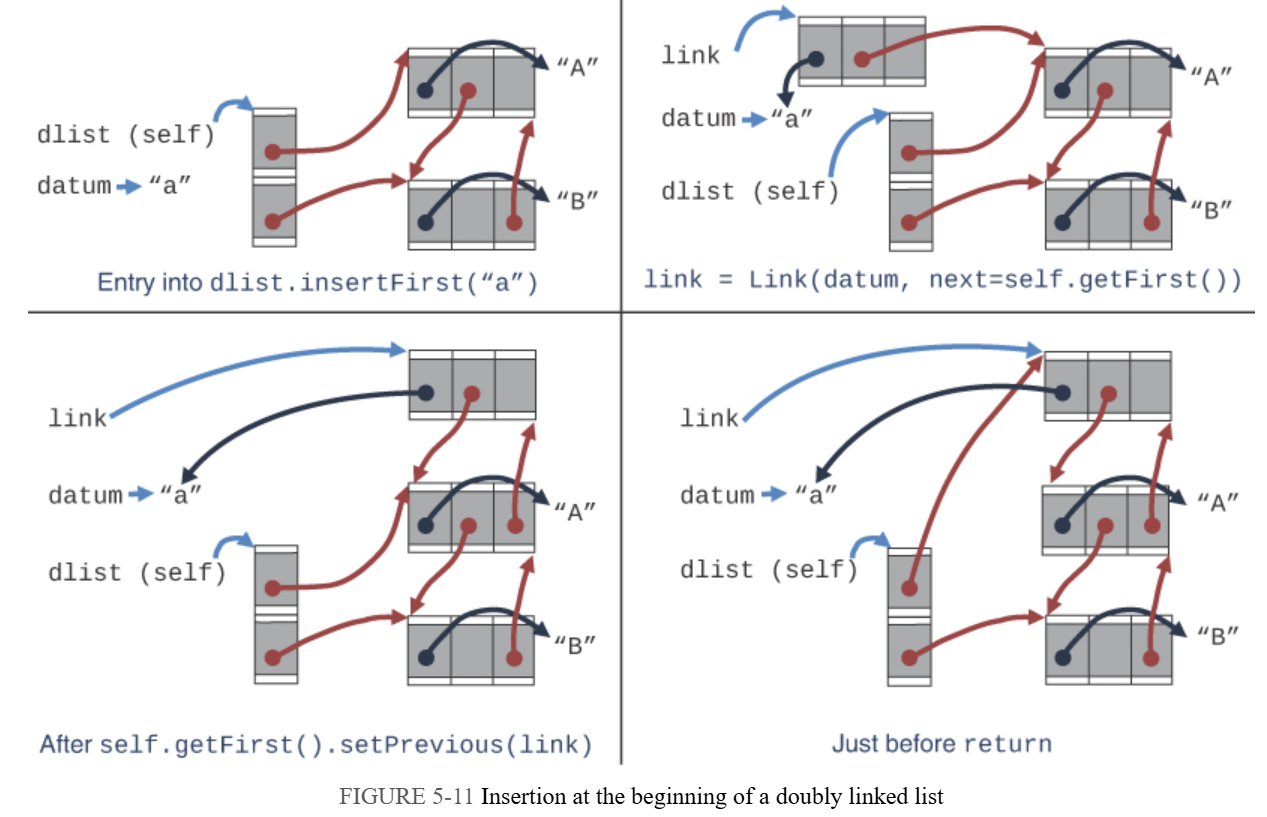 “A”
dlist (self)
datum “a”
“B”
Entry into dlist.insertFirst(“a”)
link
“A”
datum “a”
dlist (self)
“B”
link = Link(datum, next=self.getFirst())
link
datum “a”
“A”
dlist (self)
“B”
After self.getFirst().setPrevious(link)
link
datum “a”
“A”
dlist (self)
“B”
Just before return
FIGURE 5-11 Insertion at the beginning of a doubly linked list